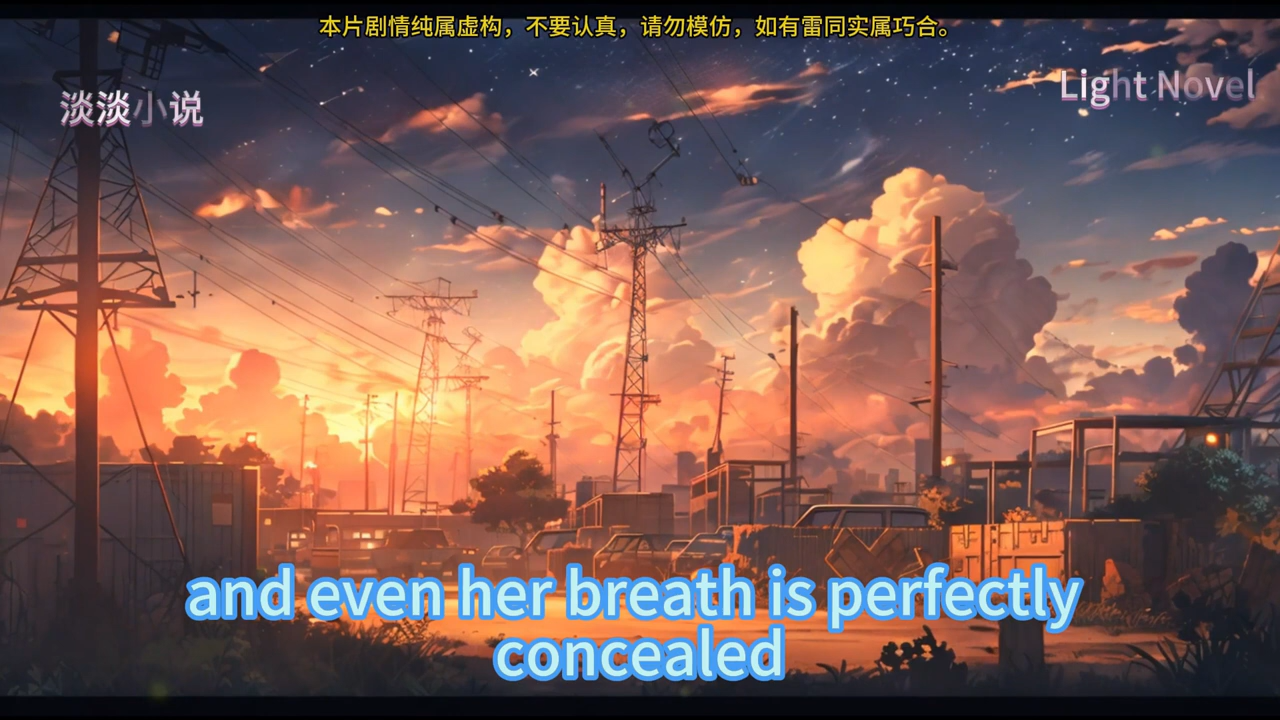 本片剧情纯属虚构，不要认真，请勿模仿，如有雷同实属巧合。
淡淡小说
Light Novel
and even her breath is perfectly
concealed